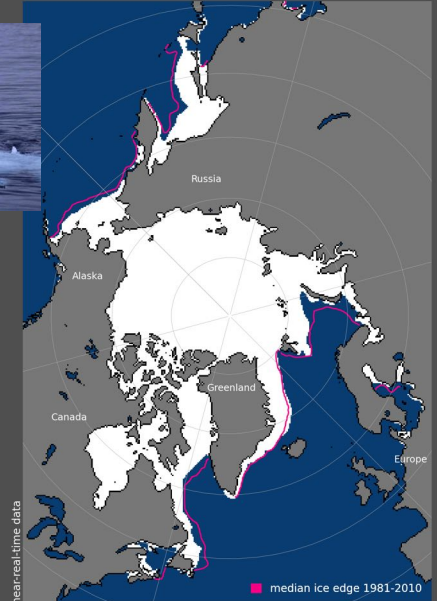 Russia
Alaska
Greenland
Canada
Europe
near-real-time data
median ice edge 1981-2010